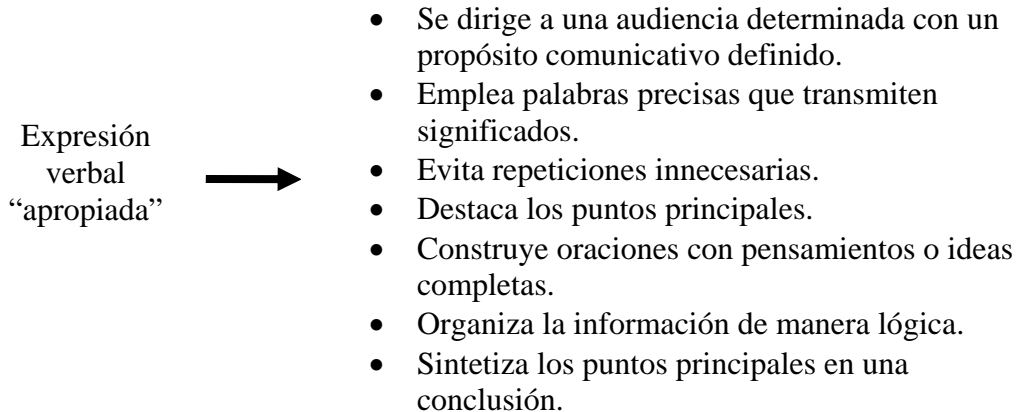 Expresión
verbal
“apropiada”
• Se dirige a una audiencia determinada con un
propósito comunicativo definido.
• Emplea palabras precisas que transmiten
significados.
• Evita repeticiones innecesarias.
• Destaca los puntos principales.
• Construye oraciones con pensamientos o ideas
completas.
• Organiza la información de manera lógica.
• Sintetiza los puntos principales en una
conclusión.